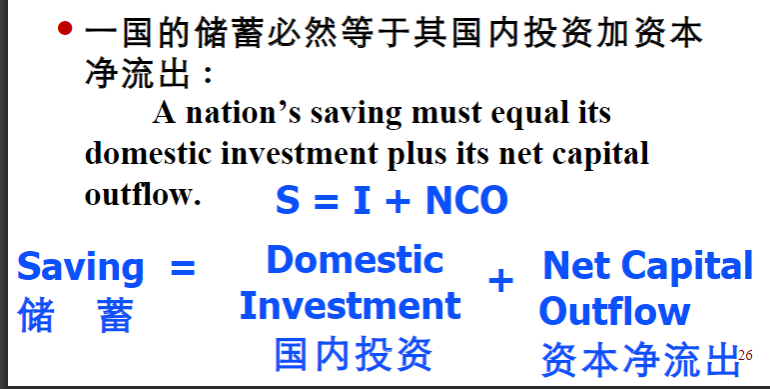 • 一国的储蓄必然等于其国内投资加资本
净流出：
A nation’s saving must equal its
domestic investment plus its net capital
outflow.
S = I + NCO
Saving = Domestic Investment + Net Capital Outflow
储 蓄 国内投资 资本净流出
26